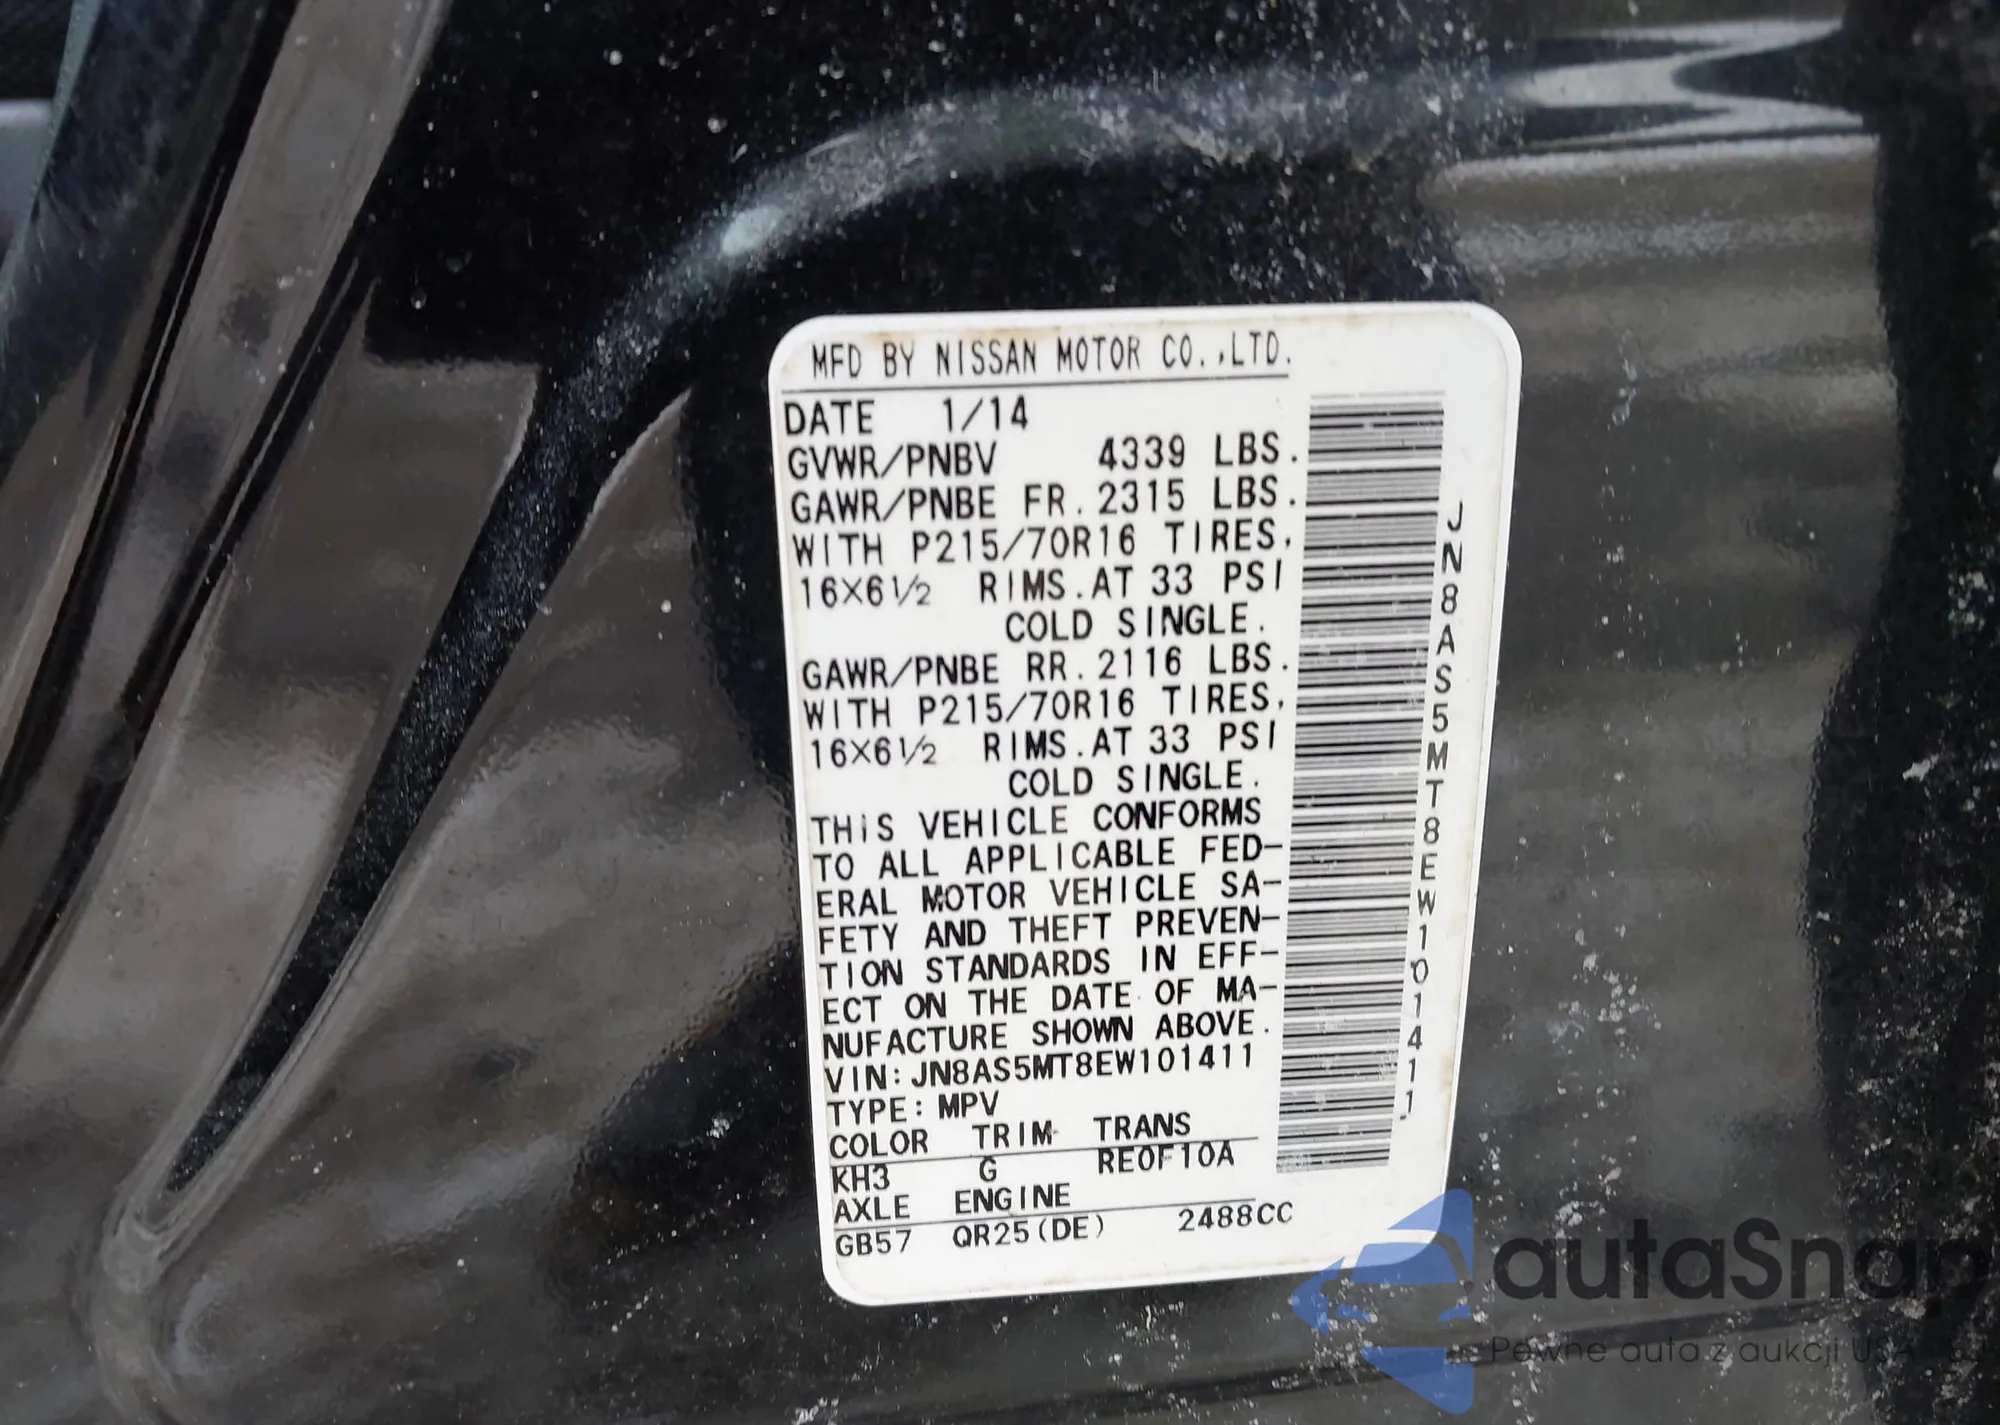 MFD BY NISSAN MOTOR CO.,LTD.
DATE 1/14
GVWR/PNBV 4339 LBS.
GAWR/PNBE FR. 2315 LBS.
WITH P215/70R16 TIRES,
16X6 1/2 RIMS. AT 33 PSI
COLD SINGLE.
GAWR/PNBE RR. 2116 LBS.
WITH P215/70R16 TIRES,
16X6 1/2 RIMS. AT 33 PSI
COLD SINGLE.
THIS VEHICLE CONFORMS
TO ALL APPLICABLE FED-
ERAL MOTOR VEHICLE SA-
FETY AND THEFT PREVEN-
TION STANDARDS IN EFF-
ECT ON THE DATE OF MA-
NUFACTURE SHOWN ABOVE.
VIN: JN8AS5MT8EW101411
TYPE: MPV
COLOR TRIM TRANS
KH3 G RE0F10A
AXLE ENGINE
GB57 QR25(DE) 2488CC
JN8AS5MT8EW101411
autaSnap
Pewne auta z aukcji USA